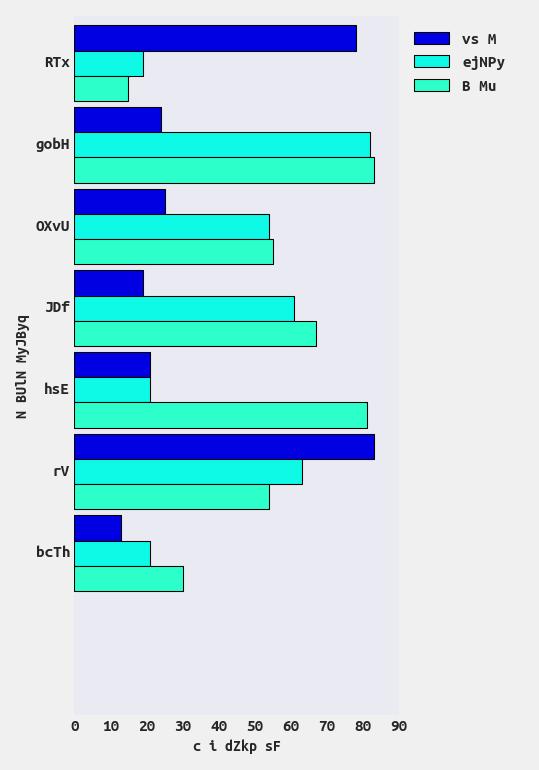 vs M
ejNPy
B Mu
RTx
gobH
OXvU
JDf
hsE
rV
bcTh
N BUlN MyJByq
0 10 20 30 40 50 60 70 80 90
c i dZkp sF